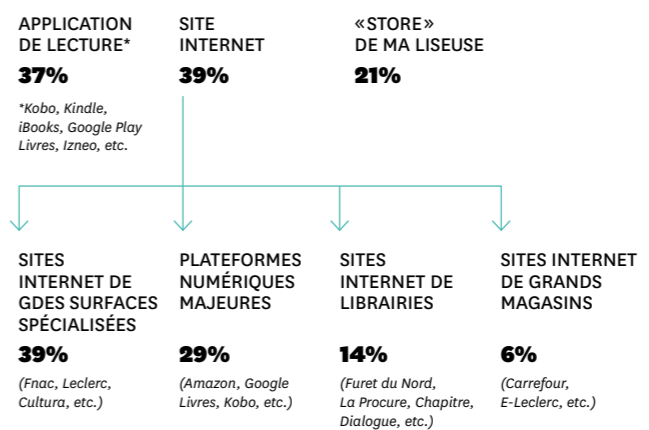 APPLICATION
DE LECTURE*
37%
*Kobo, Kindle,
iBooks, Google Play
Livres, Izneo, etc.
SITE
INTERNET
39%
«STORE»
DE MA LISEUSE
21%
SITES
INTERNET DE
GDES SURFACES
SPÉCIALISÉES
39%
(Fnac, Leclerc,
Cultura, etc.)
PLATEFORMES
NUMÉRIQUES
MAJEURES
29%
(Amazon, Google
Livres, Kobo, etc.)
SITES
INTERNET DE
LIBRAIRIES
14%
(Furet du Nord,
La Procure, Chapitre,
Dialogue, etc.)
SITES INTERNET
DE GRANDS
MAGASINS
6%
(Carrefour,
E-Leclerc, etc.)